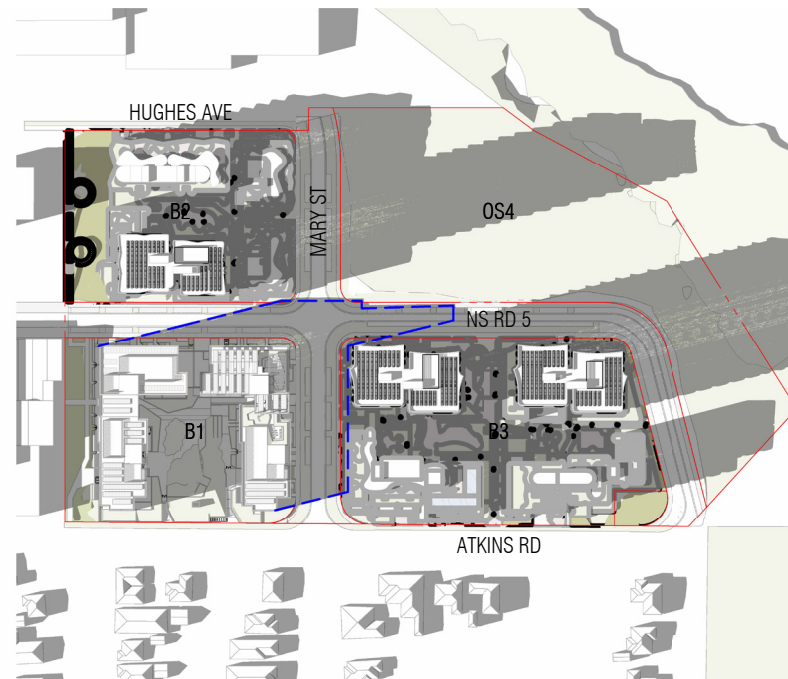 HUGHES AVE
B2
MARY ST
OS4
NS RD 5
B1
B3
ATKINS RD